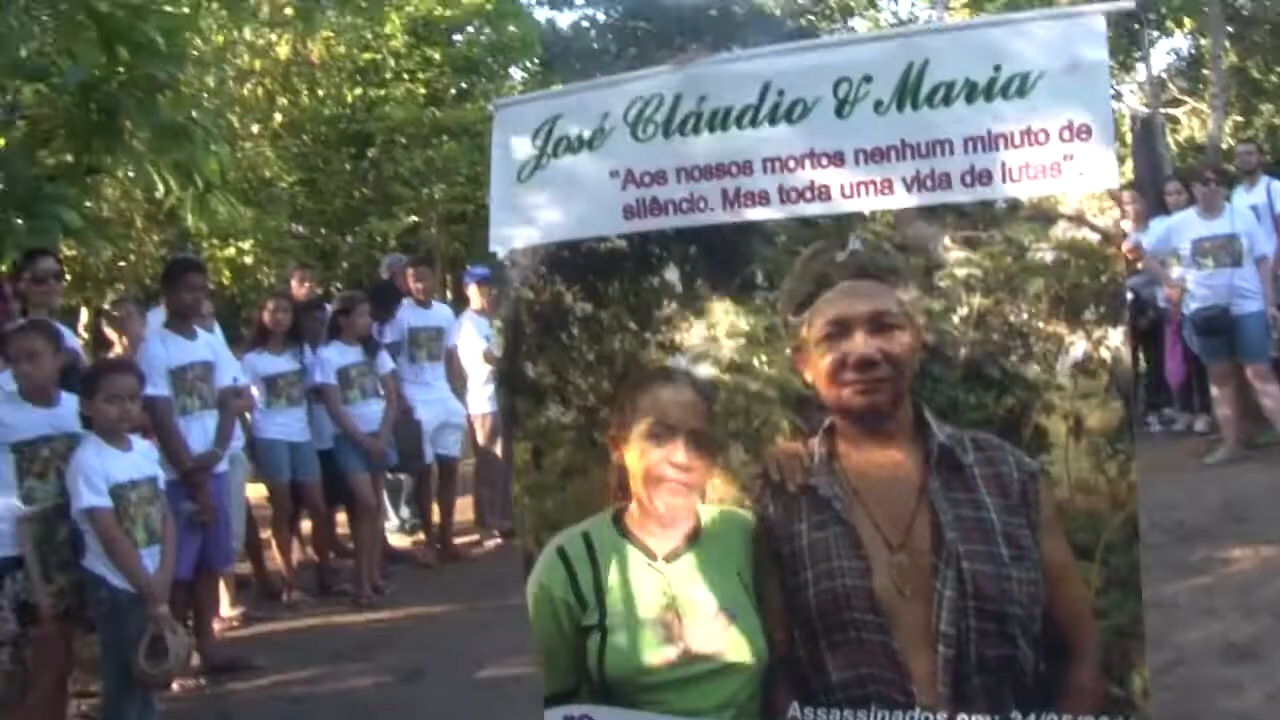 José Cláudio & Maria
"Aos nossos mortos nenhum minuto de
silêncio. Mas toda uma vida de lutas".
Assassinados em: